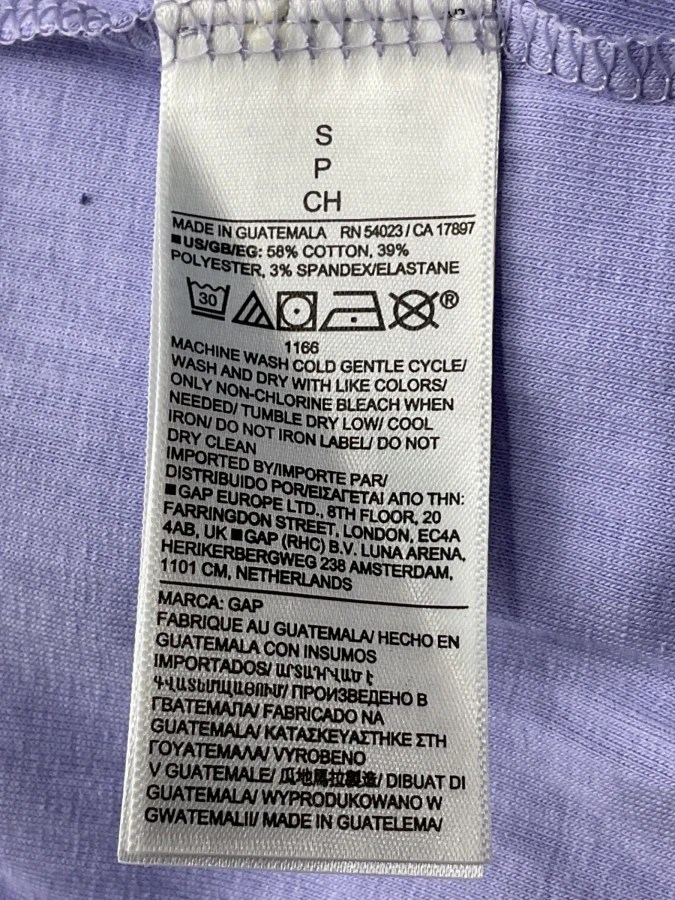 S
P
CH
MADE IN GUATEMALA RN 54023 / CA 17897
■US/GB/EG: 58% COTTON, 39%
POLYESTER, 3% SPANDEX/ELASTANE
30
®
1166
MACHINE WASH COLD GENTLE CYCLE/
WASH AND DRY WITH LIKE COLORS/
ONLY NON-CHLORINE BLEACH WHEN
NEEDED/ TUMBLE DRY LOW/ COOL
IRON/ DO NOT IRON LABEL/ DO NOT
DRY CLEAN
IMPORTED BY/IMPORTE PAR/
DISTRIBUIDO POR/ΕΙΣΑΓΕΤΑΙ ΑΠΟ ΤΗΝ:
■GAP EUROPE LTD., 8TH FLOOR, 20
FARRINGDON STREET, LONDON, EC4A
4AB, UK ■GAP (RHC) B.V. LUNA ARENA,
HERIKERBERGWEG 238 AMSTERDAM,
1101 CM, NETHERLANDS
MARCA: GAP
FABRIQUE AU GUATEMALA/ HECHO EN
GUATEMALA CON INSUMOS
IMPORTADOS/ ԱՐՏԱԴՐՎԱԾ Է
ԳՎԱՏԵՄԱԼԱՅՈՒՄ/ ПРОИЗВЕДЕНО В
ГВАТЕМАЛА/ FABRICADO NA
GUATEMALA/ ΚΑΤΑΣΚΕΥΑΣΤΗΚΕ ΣΤΗ
ΓΟΥΑΤΕΜΑΛΑ/ VYROBENO
V GUATEMALE/ 瓜地馬拉製造/ DIBUAT DI
GUATEMALA/ WYPRODUKOWANO W
GWATEMALII/ MADE IN GUATELEMA/